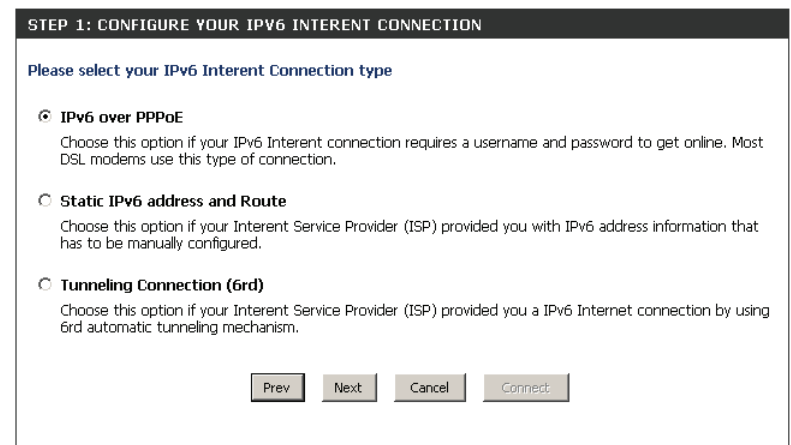 STEP 1: CONFIGURE YOUR IPV6 INTERENT CONNECTION
Please select your IPv6 Interent Connection type
IPv6 over PPPoE
Choose this option if your IPv6 Interent connection requires a username and password to get online. Most
DSL modems use this type of connection.
Static IPv6 address and Route
Choose this option if your Interent Service Provider (ISP) provided you with IPv6 address information that
has to be manually configured.
Tunneling Connection (6rd)
Choose this option if your Interent Service Provider (ISP) provided you a IPv6 Internet connection by using
6rd automatic tunneling mechanism.
Prev Next Cancel Connect